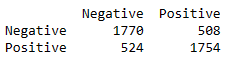 Negative Positive
Negative 1770 508
Positive 524 1754